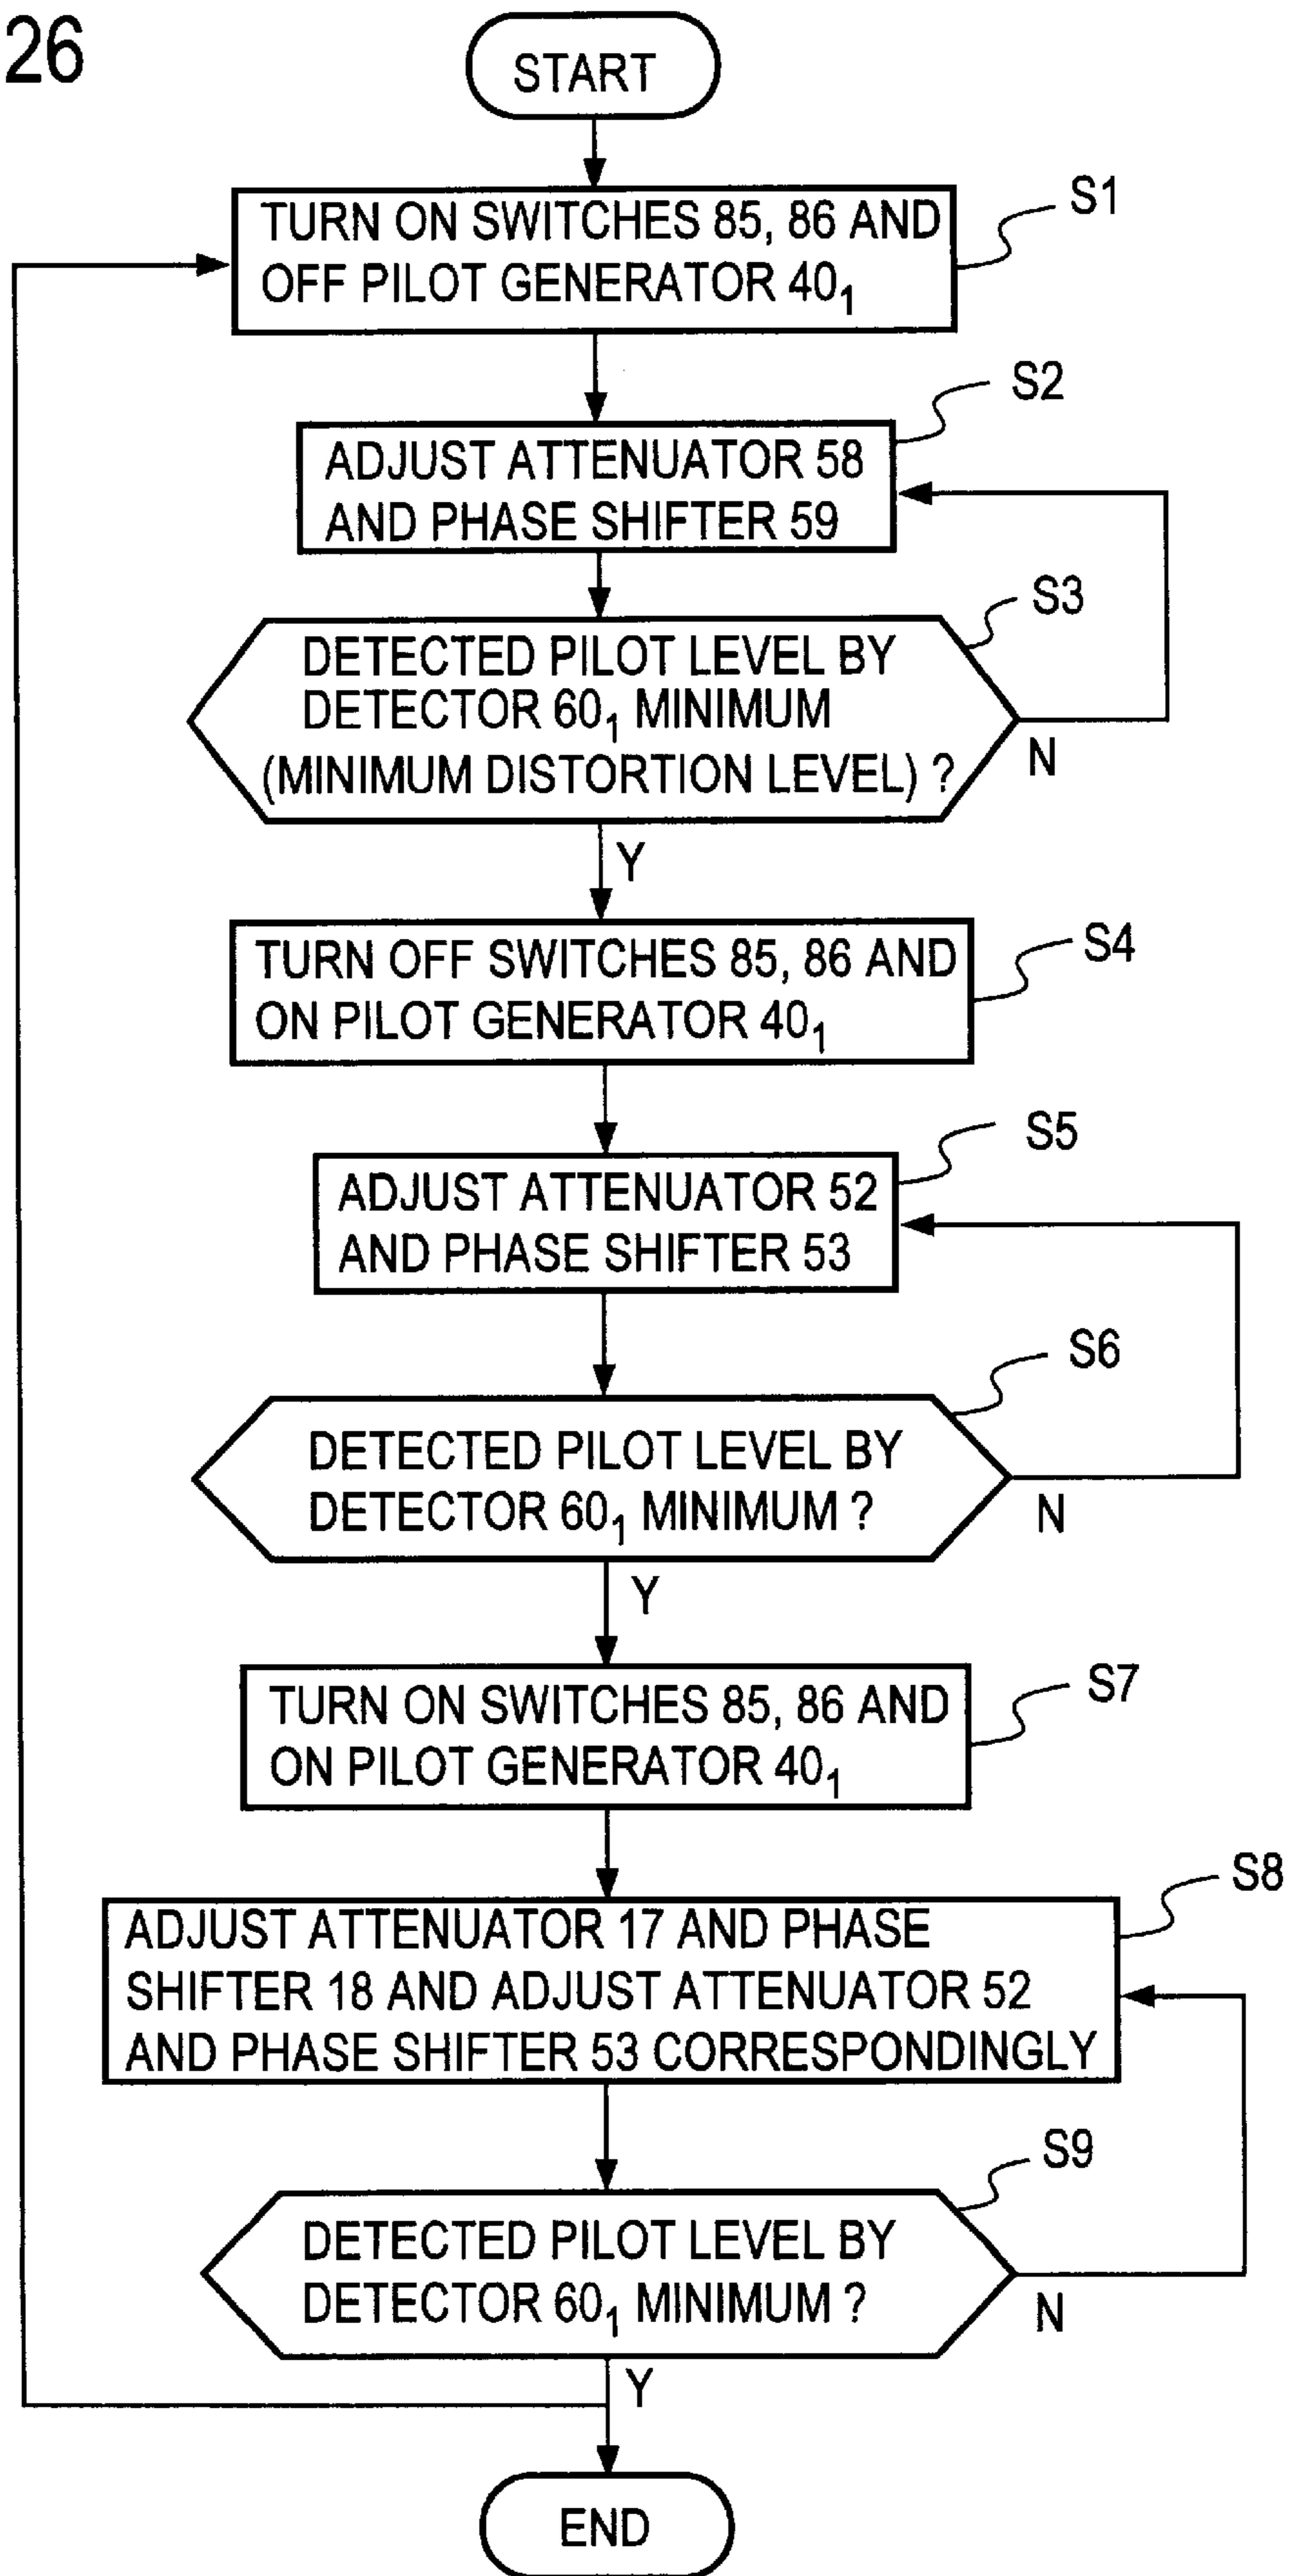 26
START
TURN ON SWITCHES 85, 86 AND
OFF PILOT GENERATOR 40₁
S1
ADJUST ATTENUATOR 58
AND PHASE SHIFTER 59
S2
DETECTED PILOT LEVEL BY
DETECTOR 60₁ MINIMUM
(MINIMUM DISTORTION LEVEL) ?
S3
N
Y
TURN OFF SWITCHES 85, 86 AND
ON PILOT GENERATOR 40₁
S4
ADJUST ATTENUATOR 52
AND PHASE SHIFTER 53
S5
DETECTED PILOT LEVEL BY
DETECTOR 60₁ MINIMUM ?
S6
N
Y
TURN ON SWITCHES 85, 86 AND
ON PILOT GENERATOR 40₁
S7
ADJUST ATTENUATOR 17 AND PHASE
SHIFTER 18 AND ADJUST ATTENUATOR 52
AND PHASE SHIFTER 53 CORRESPONDINGLY
S8
DETECTED PILOT LEVEL BY
DETECTOR 60₁ MINIMUM ?
S9
N
Y
END